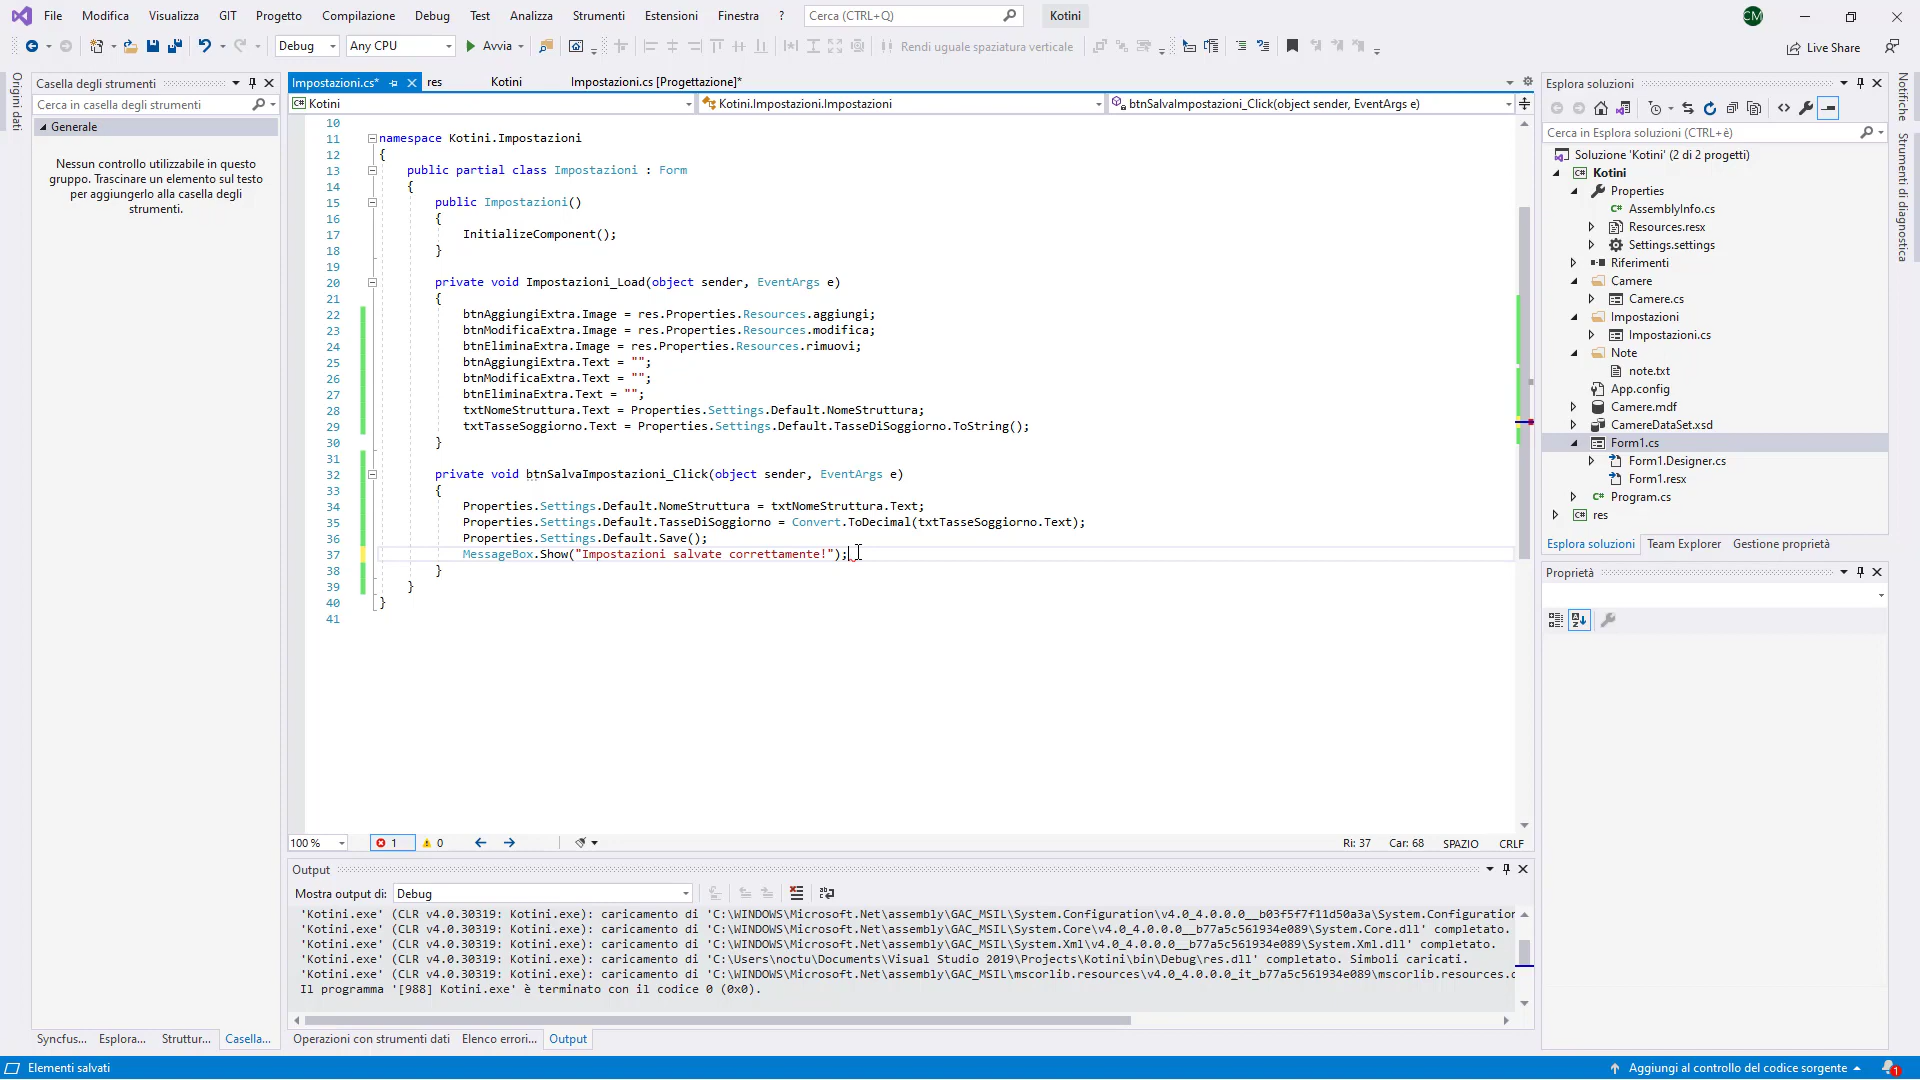 File Modifica Visualizza GIT Progetto Compilazione Debug Test Analizza Strumenti Estensioni Finestra ? Cerca (CTRL+Q) Kotini CM
Debug Any CPU Avvia Rendi uguale spaziatura verticale Live Share
Origini dati
Casella degli strumenti
Cerca in casella degli strumenti
Generale
Nessun controllo utilizzabile in questo
gruppo. Trascinare un elemento sul testo
per aggiungerlo alla casella degli
strumenti.
Syncfus... Esplora... Struttur... Casella...
Impostazioni.cs* res Kotini Impostazioni.cs [Progettazione]*
C# Kotini Kotini.Impostazioni.Impostazioni btnSalvaImpostazioni_Click(object sender, EventArgs e)
10
11 namespace Kotini.Impostazioni
12 {
13 public partial class Impostazioni : Form
14 {
15 public Impostazioni()
16 {
17 InitializeComponent();
18 }
19
20 private void Impostazioni_Load(object sender, EventArgs e)
21 {
22 btnAggiungiExtra.Image = res.Properties.Resources.aggiungi;
23 btnModificaExtra.Image = res.Properties.Resources.modifica;
24 btnEliminaExtra.Image = res.Properties.Resources.rimuovi;
25 btnAggiungiExtra.Text = "";
26 btnModificaExtra.Text = "";
27 btnEliminaExtra.Text = "";
28 txtNomeStruttura.Text = Properties.Settings.Default.NomeStruttura;
29 txtTasseSoggiorno.Text = Properties.Settings.Default.TasseDiSoggiorno.ToString();
30 }
31
32 private void btnSalvaImpostazioni_Click(object sender, EventArgs e)
33 {
34 Properties.Settings.Default.NomeStruttura = txtNomeStruttura.Text;
35 Properties.Settings.Default.TasseDiSoggiorno = Convert.ToDecimal(txtTasseSoggiorno.Text);
36 Properties.Settings.Default.Save();
37 MessageBox.Show("Impostazioni salvate correttamente!");
38 }
39 }
40 }
41
100 % 1 0 Ri: 37 Car: 68 SPAZIO CRLF
Output
Mostra output di: Debug
'Kotini.exe' (CLR v4.0.30319: Kotini.exe): caricamento di 'C:\WINDOWS\Microsoft.Net\assembly\GAC_MSIL\System.Configuration\v4.0_4.0.0.0__b03f5f7f11d50a3a\System.Configuration
'Kotini.exe' (CLR v4.0.30319: Kotini.exe): caricamento di 'C:\WINDOWS\Microsoft.Net\assembly\GAC_MSIL\System.Core\v4.0_4.0.0.0__b77a5c561934e089\System.Core.dll' completato.
'Kotini.exe' (CLR v4.0.30319: Kotini.exe): caricamento di 'C:\WINDOWS\Microsoft.Net\assembly\GAC_MSIL\System.Xml\v4.0_4.0.0.0__b77a5c561934e089\System.Xml.dll' completato.
'Kotini.exe' (CLR v4.0.30319: Kotini.exe): caricamento di 'C:\Users\noctu\Documents\Visual Studio 2019\Projects\Kotini\bin\Debug\res.dll' completato. Simboli caricati.
'Kotini.exe' (CLR v4.0.30319: Kotini.exe): caricamento di 'C:\WINDOWS\Microsoft.Net\assembly\GAC_MSIL\mscorlib.resources\v4.0_4.0.0.0_it_b77a5c561934e089\mscorlib.resources.d
Il programma '[988] Kotini.exe' è terminato con il codice 0 (0x0).
Operazioni con strumenti dati Elenco errori... Output
Esplora soluzioni
Cerca in Esplora soluzioni (CTRL+è)
Soluzione 'Kotini' (2 di 2 progetti)
C# Kotini
Properties
C# AssemblyInfo.cs
Resources.resx
Settings.settings
Riferimenti
Camere
Camere.cs
Impostazioni
Impostazioni.cs
Note
note.txt
App.config
Camere.mdf
CamereDataSet.xsd
Form1.cs
Form1.Designer.cs
Form1.resx
C# Program.cs
C# res
Esplora soluzioni Team Explorer Gestione proprietà
Proprietà
Notifiche
Strumenti di diagnostica
Elementi salvati Aggiungi al controllo del codice sorgente 1